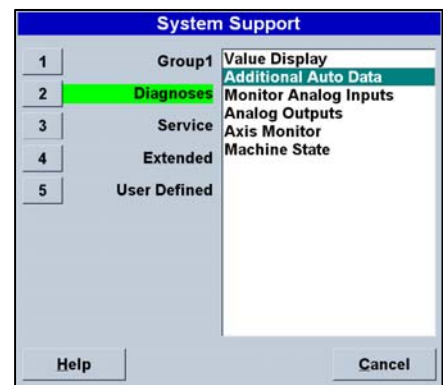 System Support
1 Group1
2 Diagnoses
3 Service
4 Extended
5 User Defined
Value Display
Additional Auto Data
Monitor Analog Inputs
Analog Outputs
Axis Monitor
Machine State
Help
Cancel